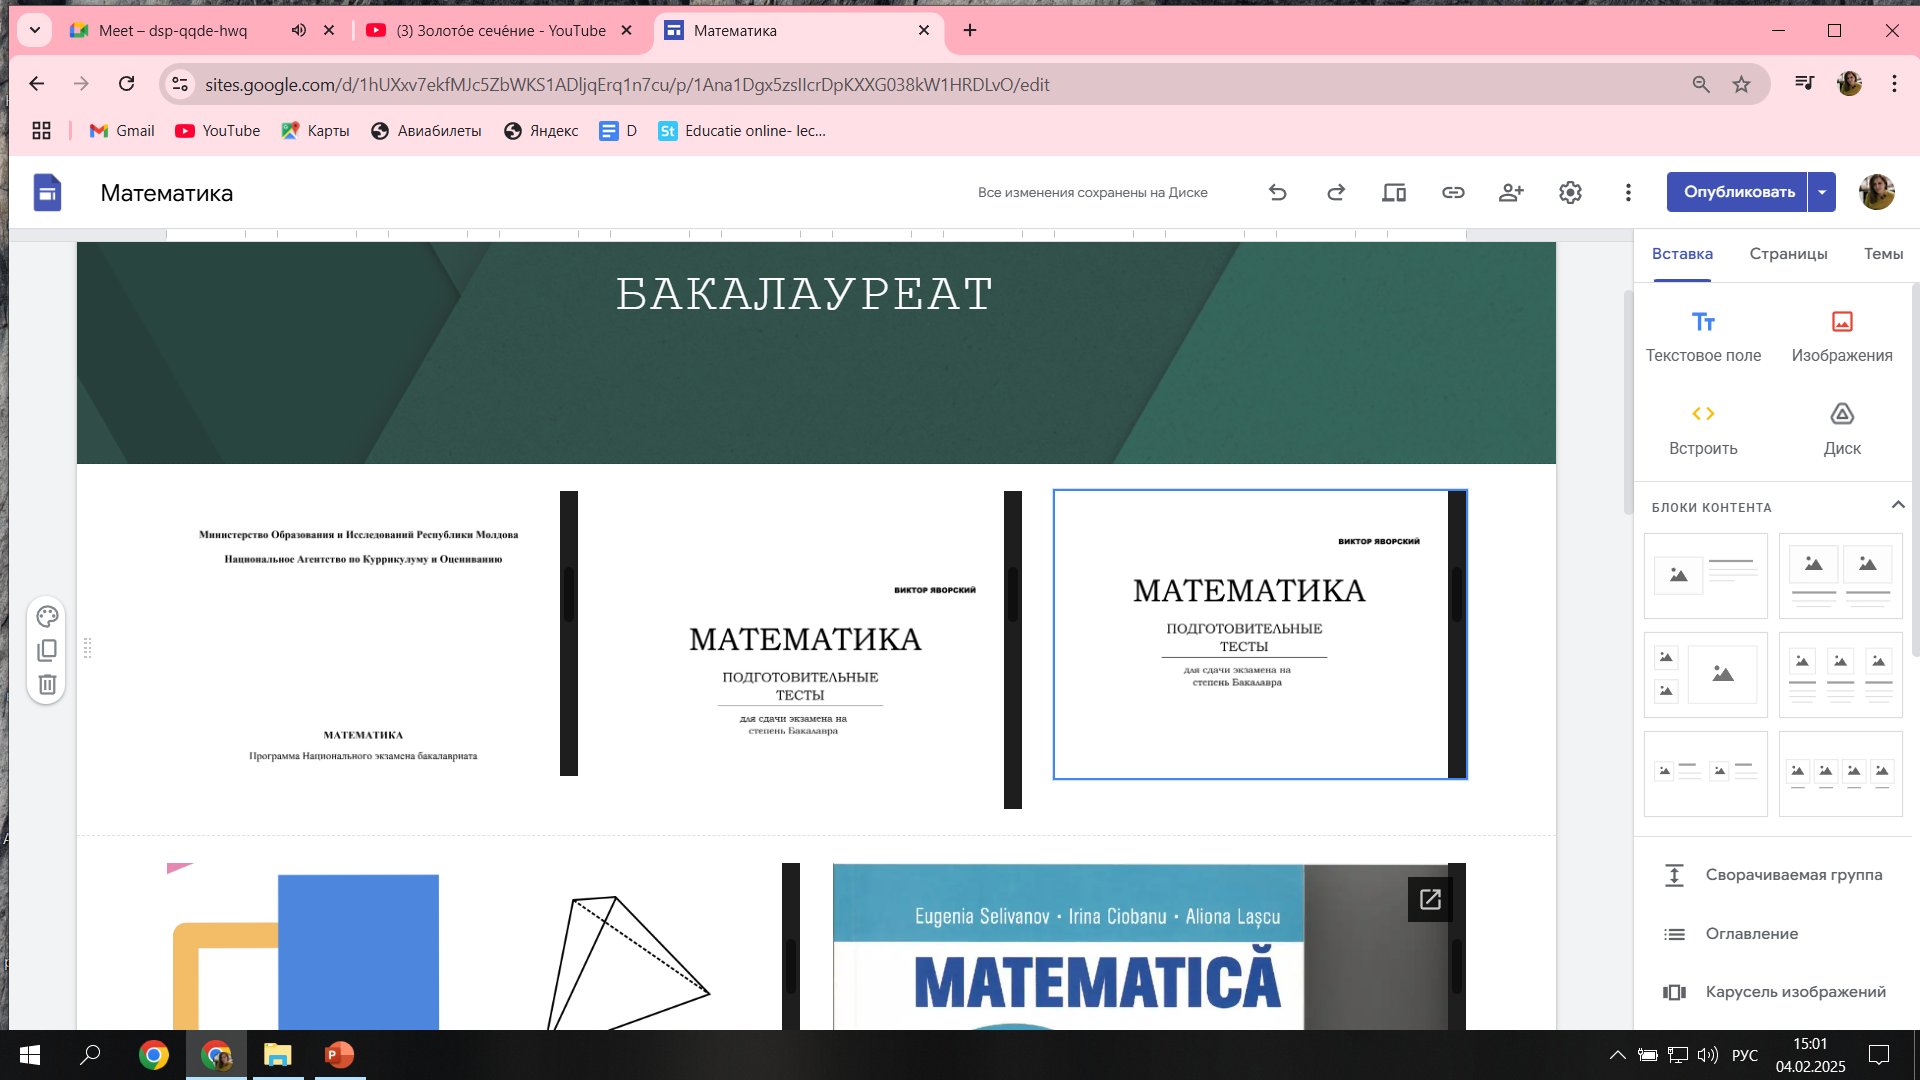 Meet – dsp-qqde-hwq
(3) Золото́е сече́ние - YouTube
Математика
sites.google.com/d/1hUXxv7ekfMJc5ZbWKS1ADljqErq1n7cu/p/1Ana1Dgx5zsIIcrDpKXXG038kW1HRDLvO/edit
Gmail
YouTube
Карты
Авиабилеты
Яндекс
D
Educatie online- lec...
Математика
Все изменения сохранены на Диске
Опубликовать
Вставка
Страницы
Темы
БАКАЛАУРЕАТ
Текстовое поле
Изображения
Встроить
Диск
БЛОКИ КОНТЕНТА
Министерство Образования и Исследований Республики Молдова
Национальное Агентство по Куррикулуму и Оцениванию
МАТЕМАТИКА
Программа Национального экзамена бакалавриата
ВИКТОР ЯВОРСКИЙ
МАТЕМАТИКА
ПОДГОТОВИТЕЛЬНЫЕ
ТЕСТЫ
для сдачи экзамена на
степень Бакалавра
ВИКТОР ЯВОРСКИЙ
МАТЕМАТИКА
ПОДГОТОВИТЕЛЬНЫЕ
ТЕСТЫ
для сдачи экзамена на
степень Бакалавра
Eugenia Selivanov · Irina Ciobanu · Aliona Lașcu
MATEMATICĂ
Сворачиваемая группа
Оглавление
Карусель изображений
РУС
15:01
04.02.2025